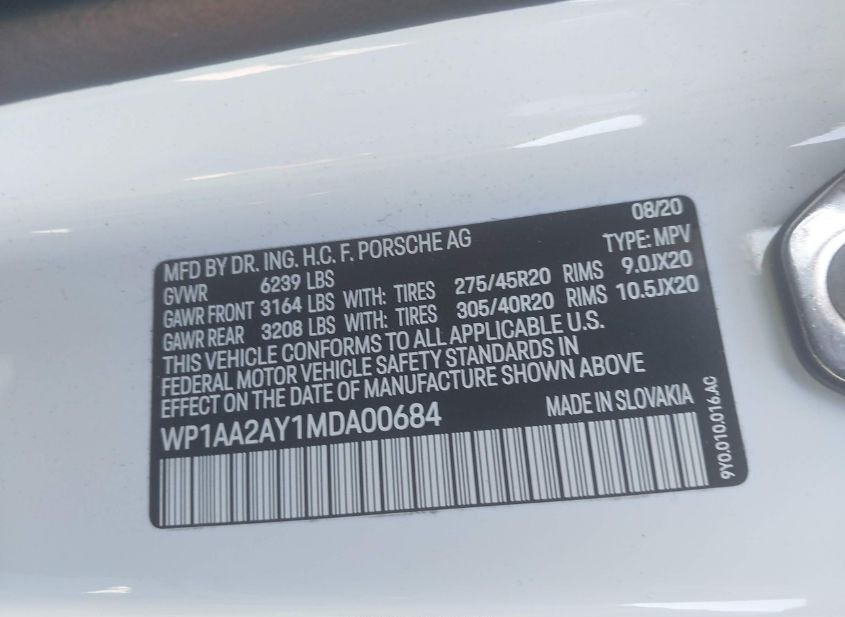 08/20
MFD BY DR. ING. H.C. F. PORSCHE AG TYPE: MPV
GVWR 6239 LBS
GAWR FRONT 3164 LBS WITH: TIRES 275/45R20 RIMS 9.0JX20
GAWR REAR 3208 LBS WITH: TIRES 305/40R20 RIMS 10.5JX20
THIS VEHICLE CONFORMS TO ALL APPLICABLE U.S.
FEDERAL MOTOR VEHICLE SAFETY STANDARDS IN
EFFECT ON THE DATE OF MANUFACTURE SHOWN ABOVE
WP1AA2AY1MDA00684 MADE IN SLOVAKIA
9Y0.010.016.AC